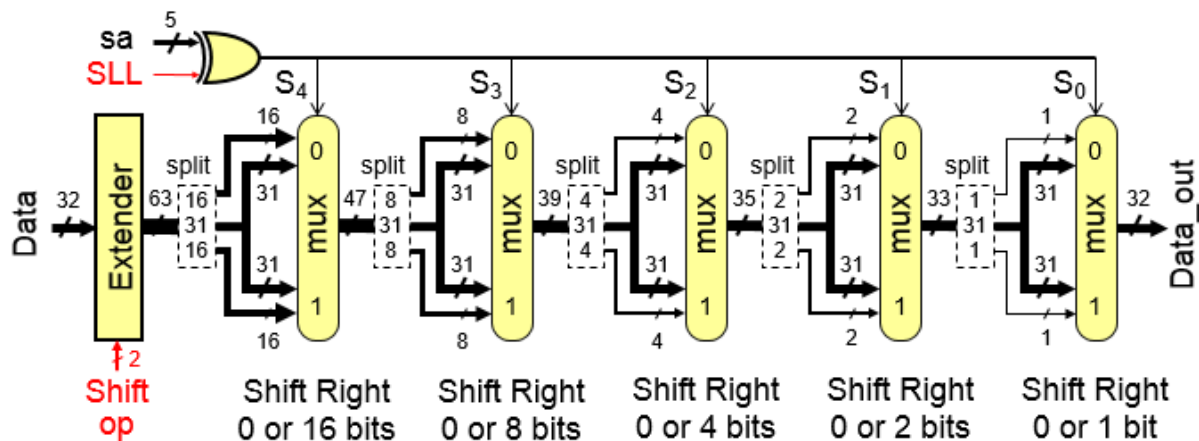 sa
5
SLL
S4
S3
S2
S1
S0
Data
32
Extender
63
2
Shift
op
split
16
31
16
16
31
31
16
0
mux
1
47
split
8
31
8
8
31
31
8
0
mux
1
39
split
4
31
4
4
31
31
4
0
mux
1
35
split
2
31
2
2
31
31
2
0
mux
1
33
split
1
31
1
1
31
31
1
0
mux
1
32
Data_out
Shift Right
0 or 16 bits
Shift Right
0 or 8 bits
Shift Right
0 or 4 bits
Shift Right
0 or 2 bits
Shift Right
0 or 1 bit